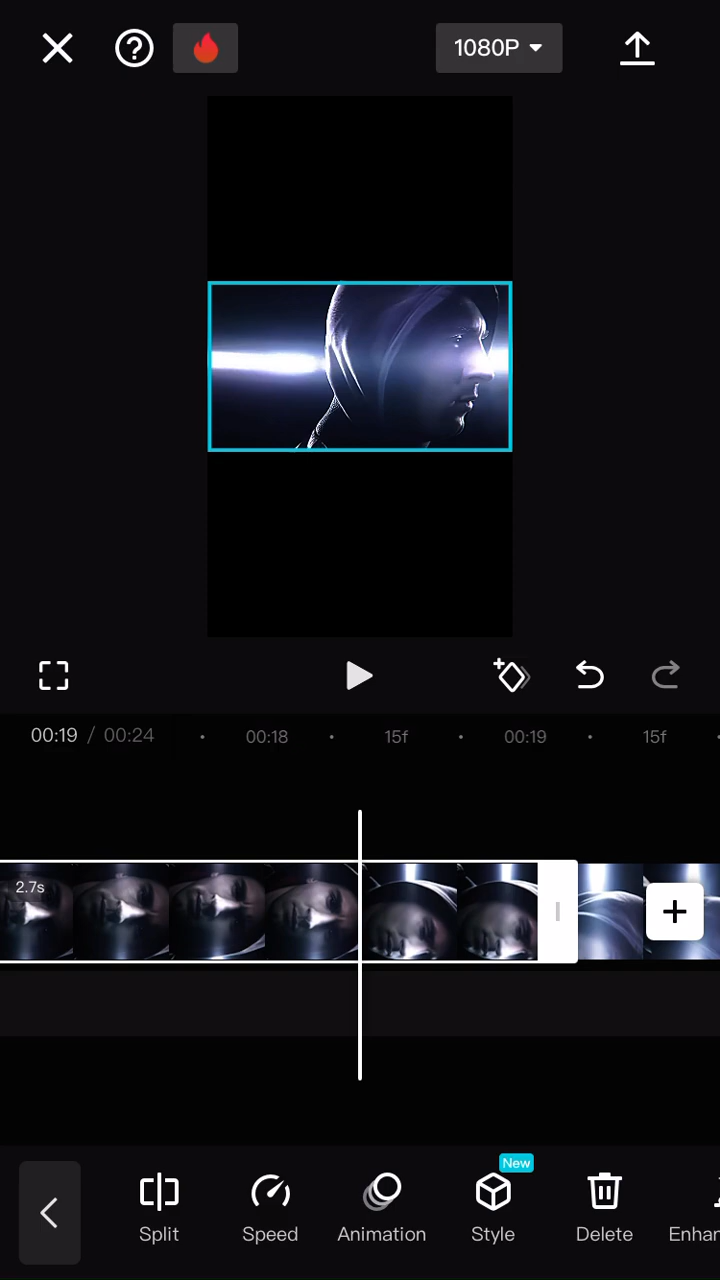 1080P
00:19 / 00:24
00:18
15f
00:19
15f
2.7s
New
Split
Speed
Animation
Style
Delete
Enhan